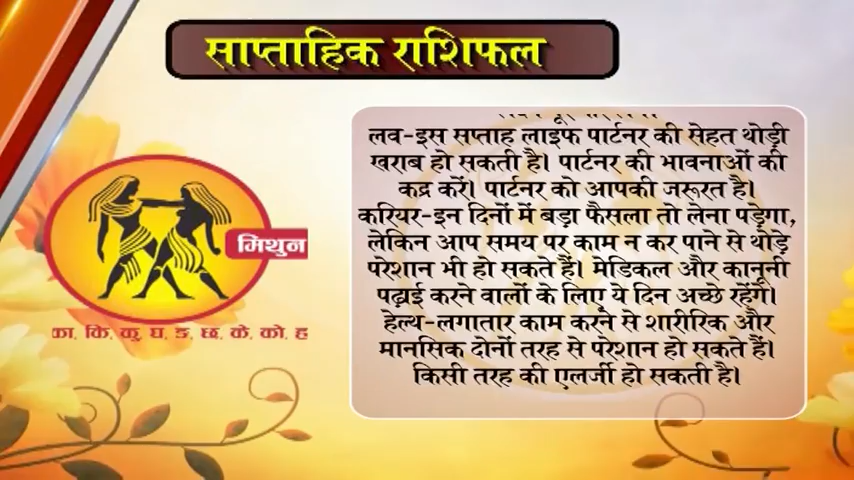 साप्ताहिक राशिफल
लव-इस सप्ताह लाईफ पार्टनर की सेहत थोड़ी
खराब हो सकती है। पार्टनर की भावनाओं की
कद्र करें। पार्टनर को आपकी जरूरत है।
करियर-इन दिनों में बड़ा फैसला तो लेना पड़ेगा,
लेकिन आप समय पर काम न कर पाने से थोड़े
परेशान भी हो सकते हैं। मेडिकल और कानूनी
पढ़ाई करने वालों के लिए ये दिन अच्छे रहेंगे।
हेल्थ-लगातार काम करने से शारीरिक और
मानसिक दोनों तरह से परेशान हो सकते हैं।
किसी तरह की एलर्जी हो सकती है।
मिथुन
का, कि, कु, घ, ङ, छ, के, को, ह